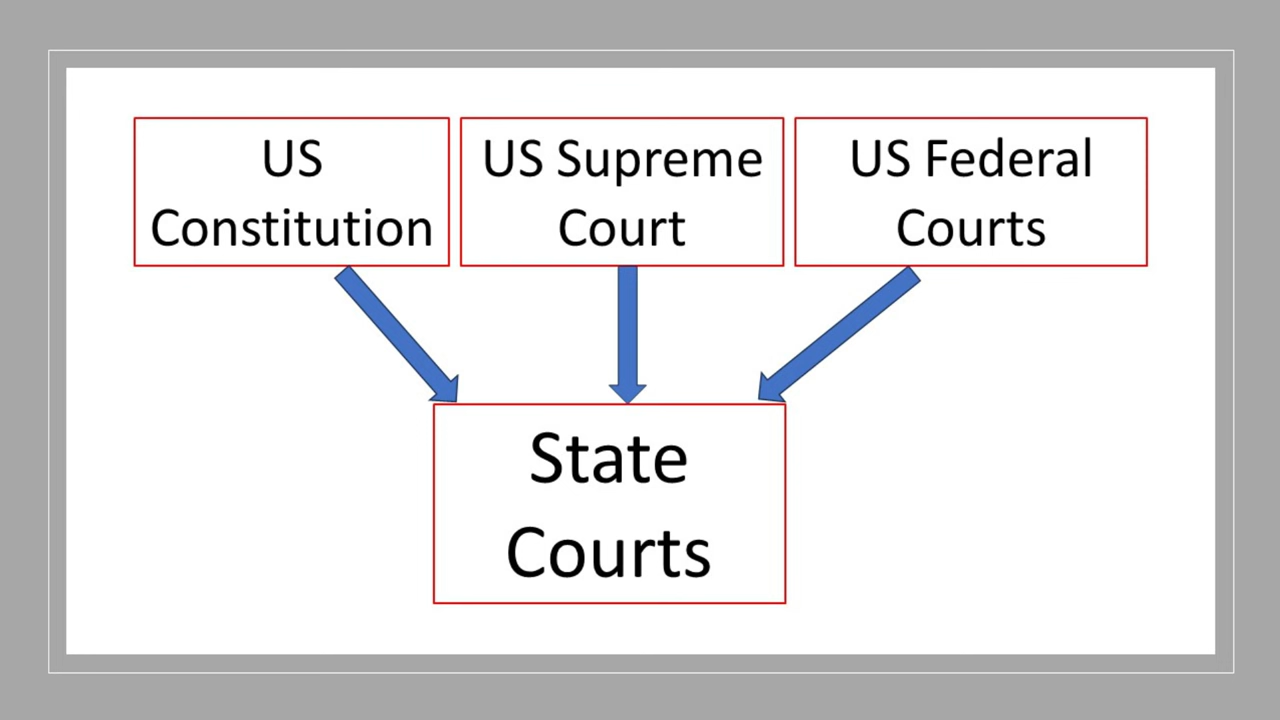 US
Constitution
US Supreme
Court
US Federal
Courts
State
Courts